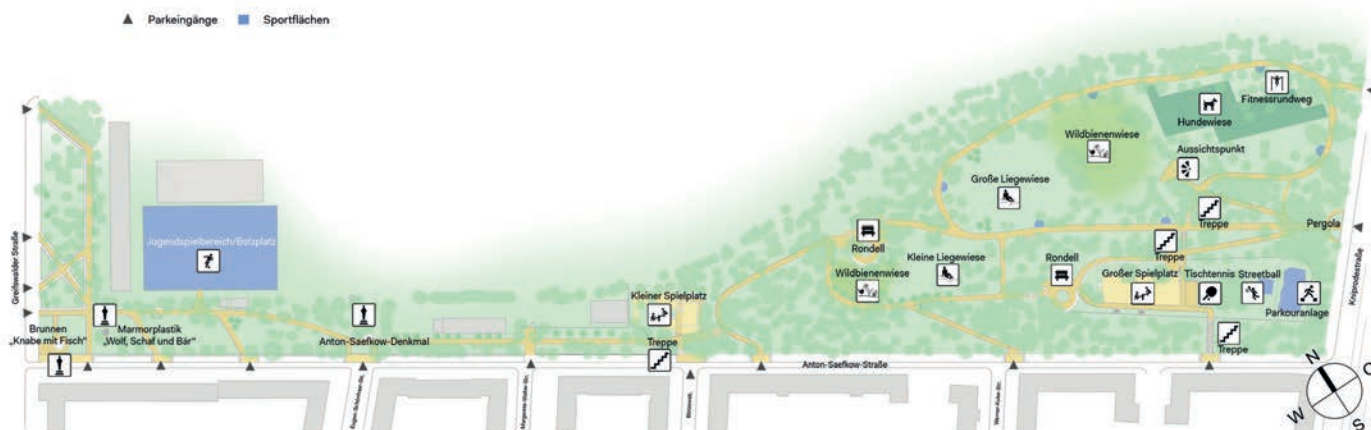 Parkeingänge
Sportflächen
Fitnessrundweg
Hundewiese
Wildbienenwiese
Aussichtspunkt
Große Liegewiese
Treppe
Pergola
Treppe
Rondell
Kleine Liegewiese
Rondell
Wildbienenwiese
Großer Spielplatz
Tischtennis
Streetball
Parkouranlage
Treppe
Jugendspielbereich/Bolzplatz
Kleiner Spielplatz
Treppe
Brunnen
„Knabe mit Fisch“
Marmorplastik
„Wolf, Schaf und Bär“
Anton-Saefkow-Denkmal
Greifswalder Straße
Kniprodestraße
Anton-Saefkow-Straße
N
O
S
W